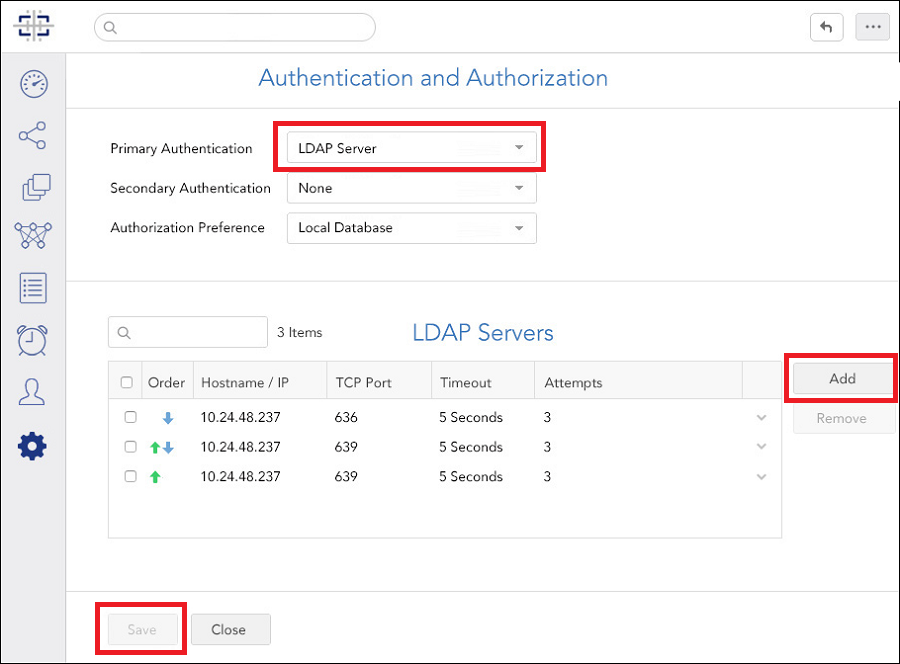 Authentication and Authorization
Primary Authentication LDAP Server
Secondary Authentication None
Authorization Preference Local Database
3 Items LDAP Servers
Order Hostname / IP TCP Port Timeout Attempts Add
10.24.48.237 636 5 Seconds 3 Remove
10.24.48.237 639 5 Seconds 3
10.24.48.237 639 5 Seconds 3
Save Close